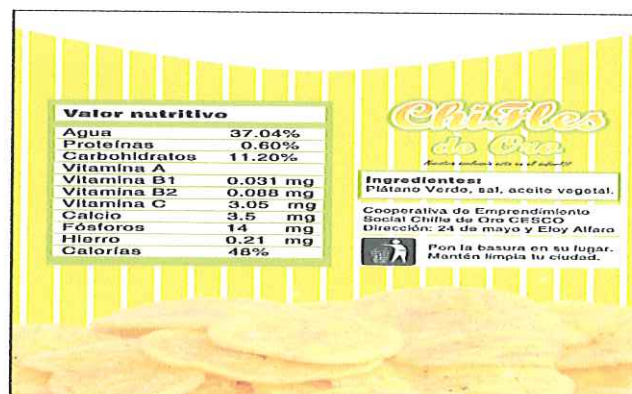 Valor nutritivo
Agua 37.04%
Proteínas 0.60%
Carbohidratos 11.20%
Vitamina A
Vitamina B1 0.031 mg
Vitamina B2 0.088 mg
Vitamina C 3.05 mg
Calcio 3.5 mg
Fósforos 14 mg
Hierro 0.21 mg
Calorías 48%
ChiFles
de Oro
Ingredientes:
Plátano Verdo, sal, aceite vegetal.
Cooperativa de Emprendimiento
Social Chifle de Oro CESCO
Dirección: 24 de mayo y Eloy Alfaro
Pon la basura en su lugar.
Mantén limpia tu ciudad.